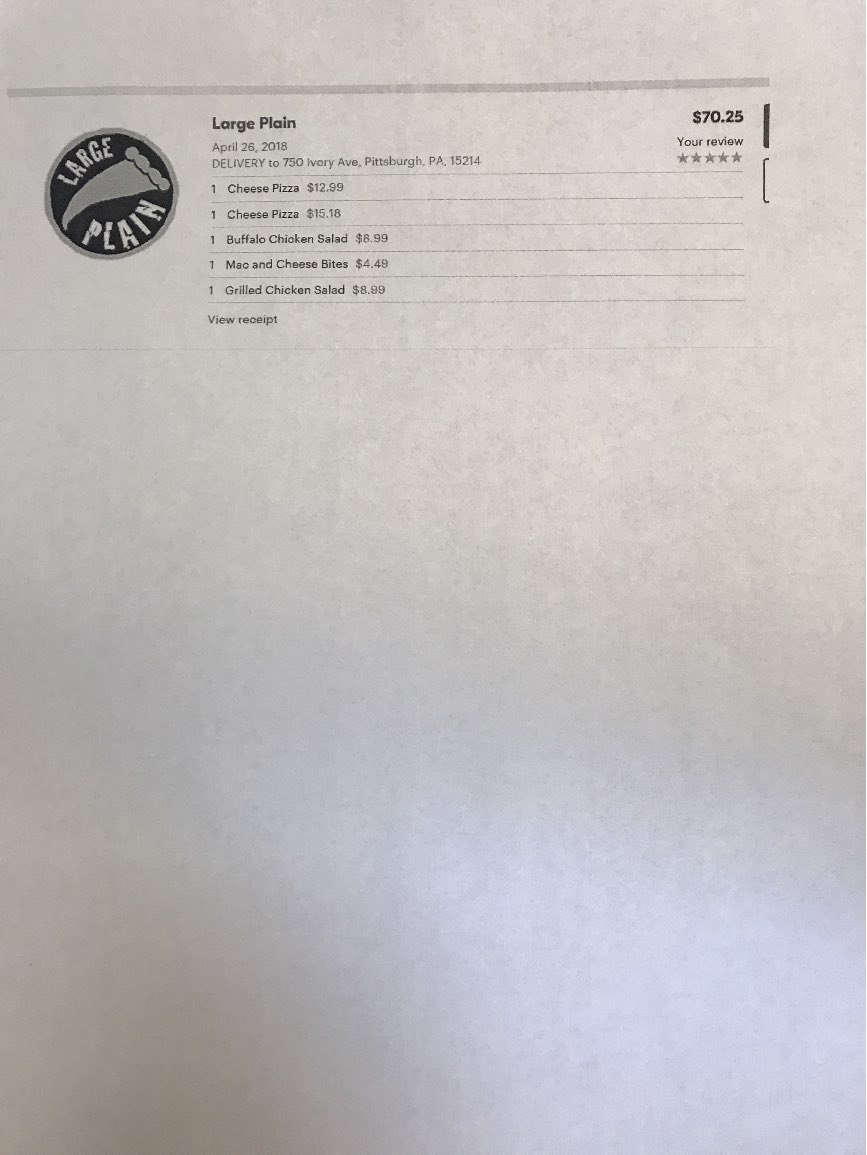 LARGE
PLAIN
Large Plain
$70.25
April 26, 2018
Your review
DELIVERY to 750 Ivory Ave, Pittsburgh, PA, 15214
★★★★★
1 Cheese Pizza $12.99
1 Cheese Pizza $15.18
1 Buffalo Chicken Salad $8.99
1 Mac and Cheese Bites $4.49
1 Grilled Chicken Salad $8.99
View receipt